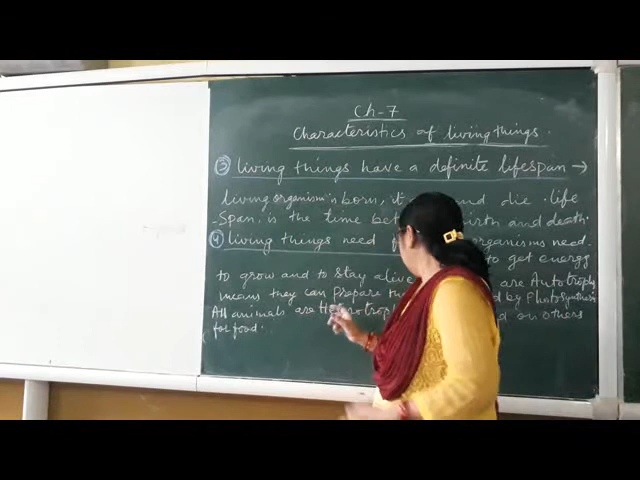 Ch-7
Characteristics of living things.
③ living things have a definite lifespan →
living organism is born, and die. life
-Span. is the time birth and death.
④ living things need organisms need
to get energy
to grow and to stay alive are Autotrophs
means they can prepare by Photosynthesis
All animals are on others
for food.